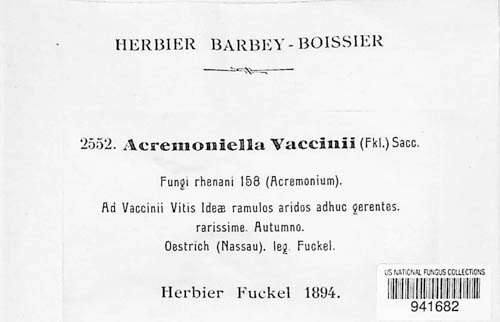 HERBIER BARBEY-BOISSIER
2552. Acremoniella Vaccinii (Fkl.) Sacc.
Fungi rhenani 158 (Acremonium).
Ad Vaccinii Vitis Ideæ ramulos aridos adhuc gerentes.
rarissime. Autumno.
Oestrich (Nassau). leg. Fuckel.
Herbier Fuckel 1894.
US NATIONAL FUNGUS COLLECTIONS
941682